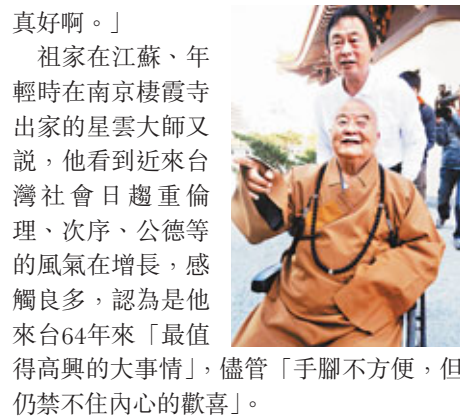 真好啊。」
祖家在江蘇、年
輕時在南京棲霞寺
出家的星雲大師又
說，他看到近來台
灣社會日趨重倫
理、次序、公德等
的風氣在增長，感
觸良多，認為是他
來台64年來「最值
得高興的大事情」，儘管「手腳不方便，但
仍禁不住內心的歡喜」。